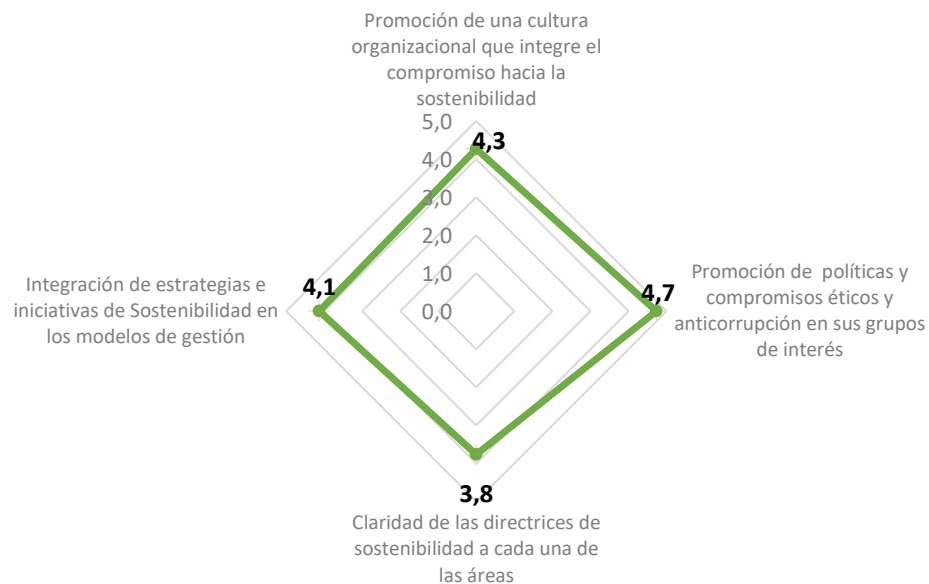 Promoción de una cultura
organizacional que integre el
compromiso hacia la
sostenibilidad
5,0
4,3
4,0
3,0
2,0
1,0
0,0
Integración de estrategias e
iniciativas de Sostenibilidad en
los modelos de gestión
4,1
4,7
Promoción de políticas y
compromisos éticos y
anticorrupción en sus grupos
de interés
3,8
Claridad de las directrices de
sostenibilidad a cada una de
las áreas